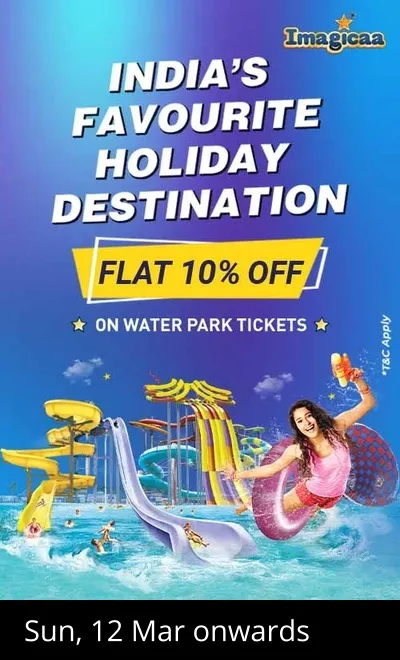 Imagicaa
INDIA'S
FAVOURITE
HOLIDAY
DESTINATION
FLAT 10% OFF
ON WATER PARK TICKETS
*T&C Apply
Sun, 12 Mar onwards